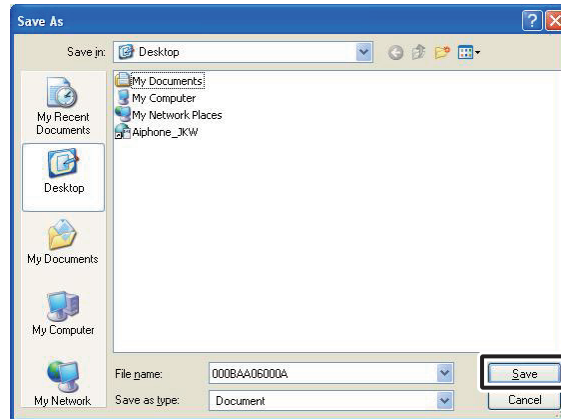 Save As
Save in: Desktop
My Recent
Documents
Desktop
My Documents
My Computer
My Network
My Documents
My Computer
My Network Places
Aiphone_JKW
File name: 000BAA06000A Save
Save as type: Document Cancel